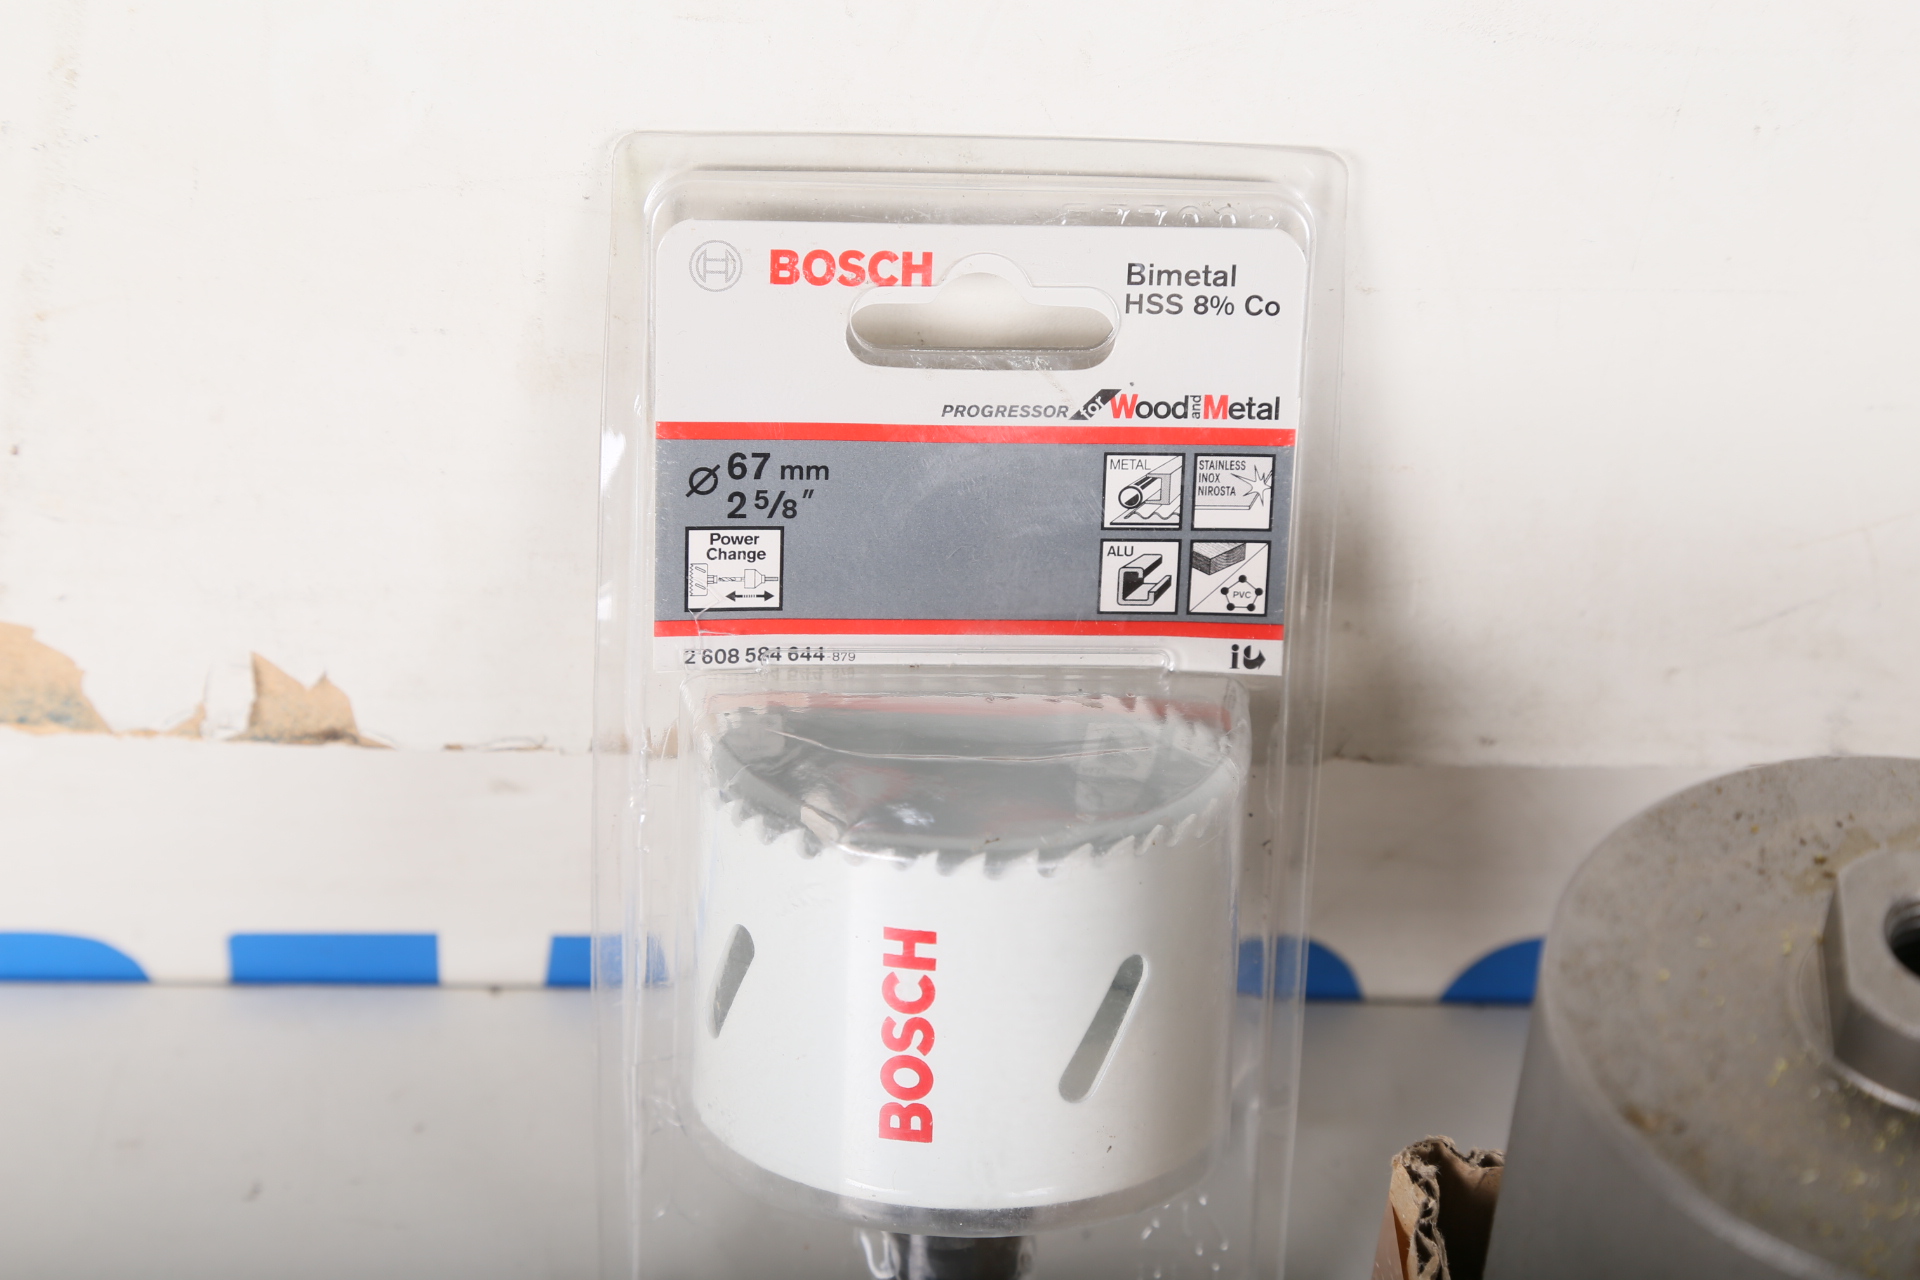 BOSCH
Bimetal
HSS 8% Co
PROGRESSOR for Wood and Metal
Ø 67 mm
2 5/8"
Power
Change
METAL
STAINLESS
INOX
NIROSTA
ALU
PVC
2 608 584 644-879
BOSCH